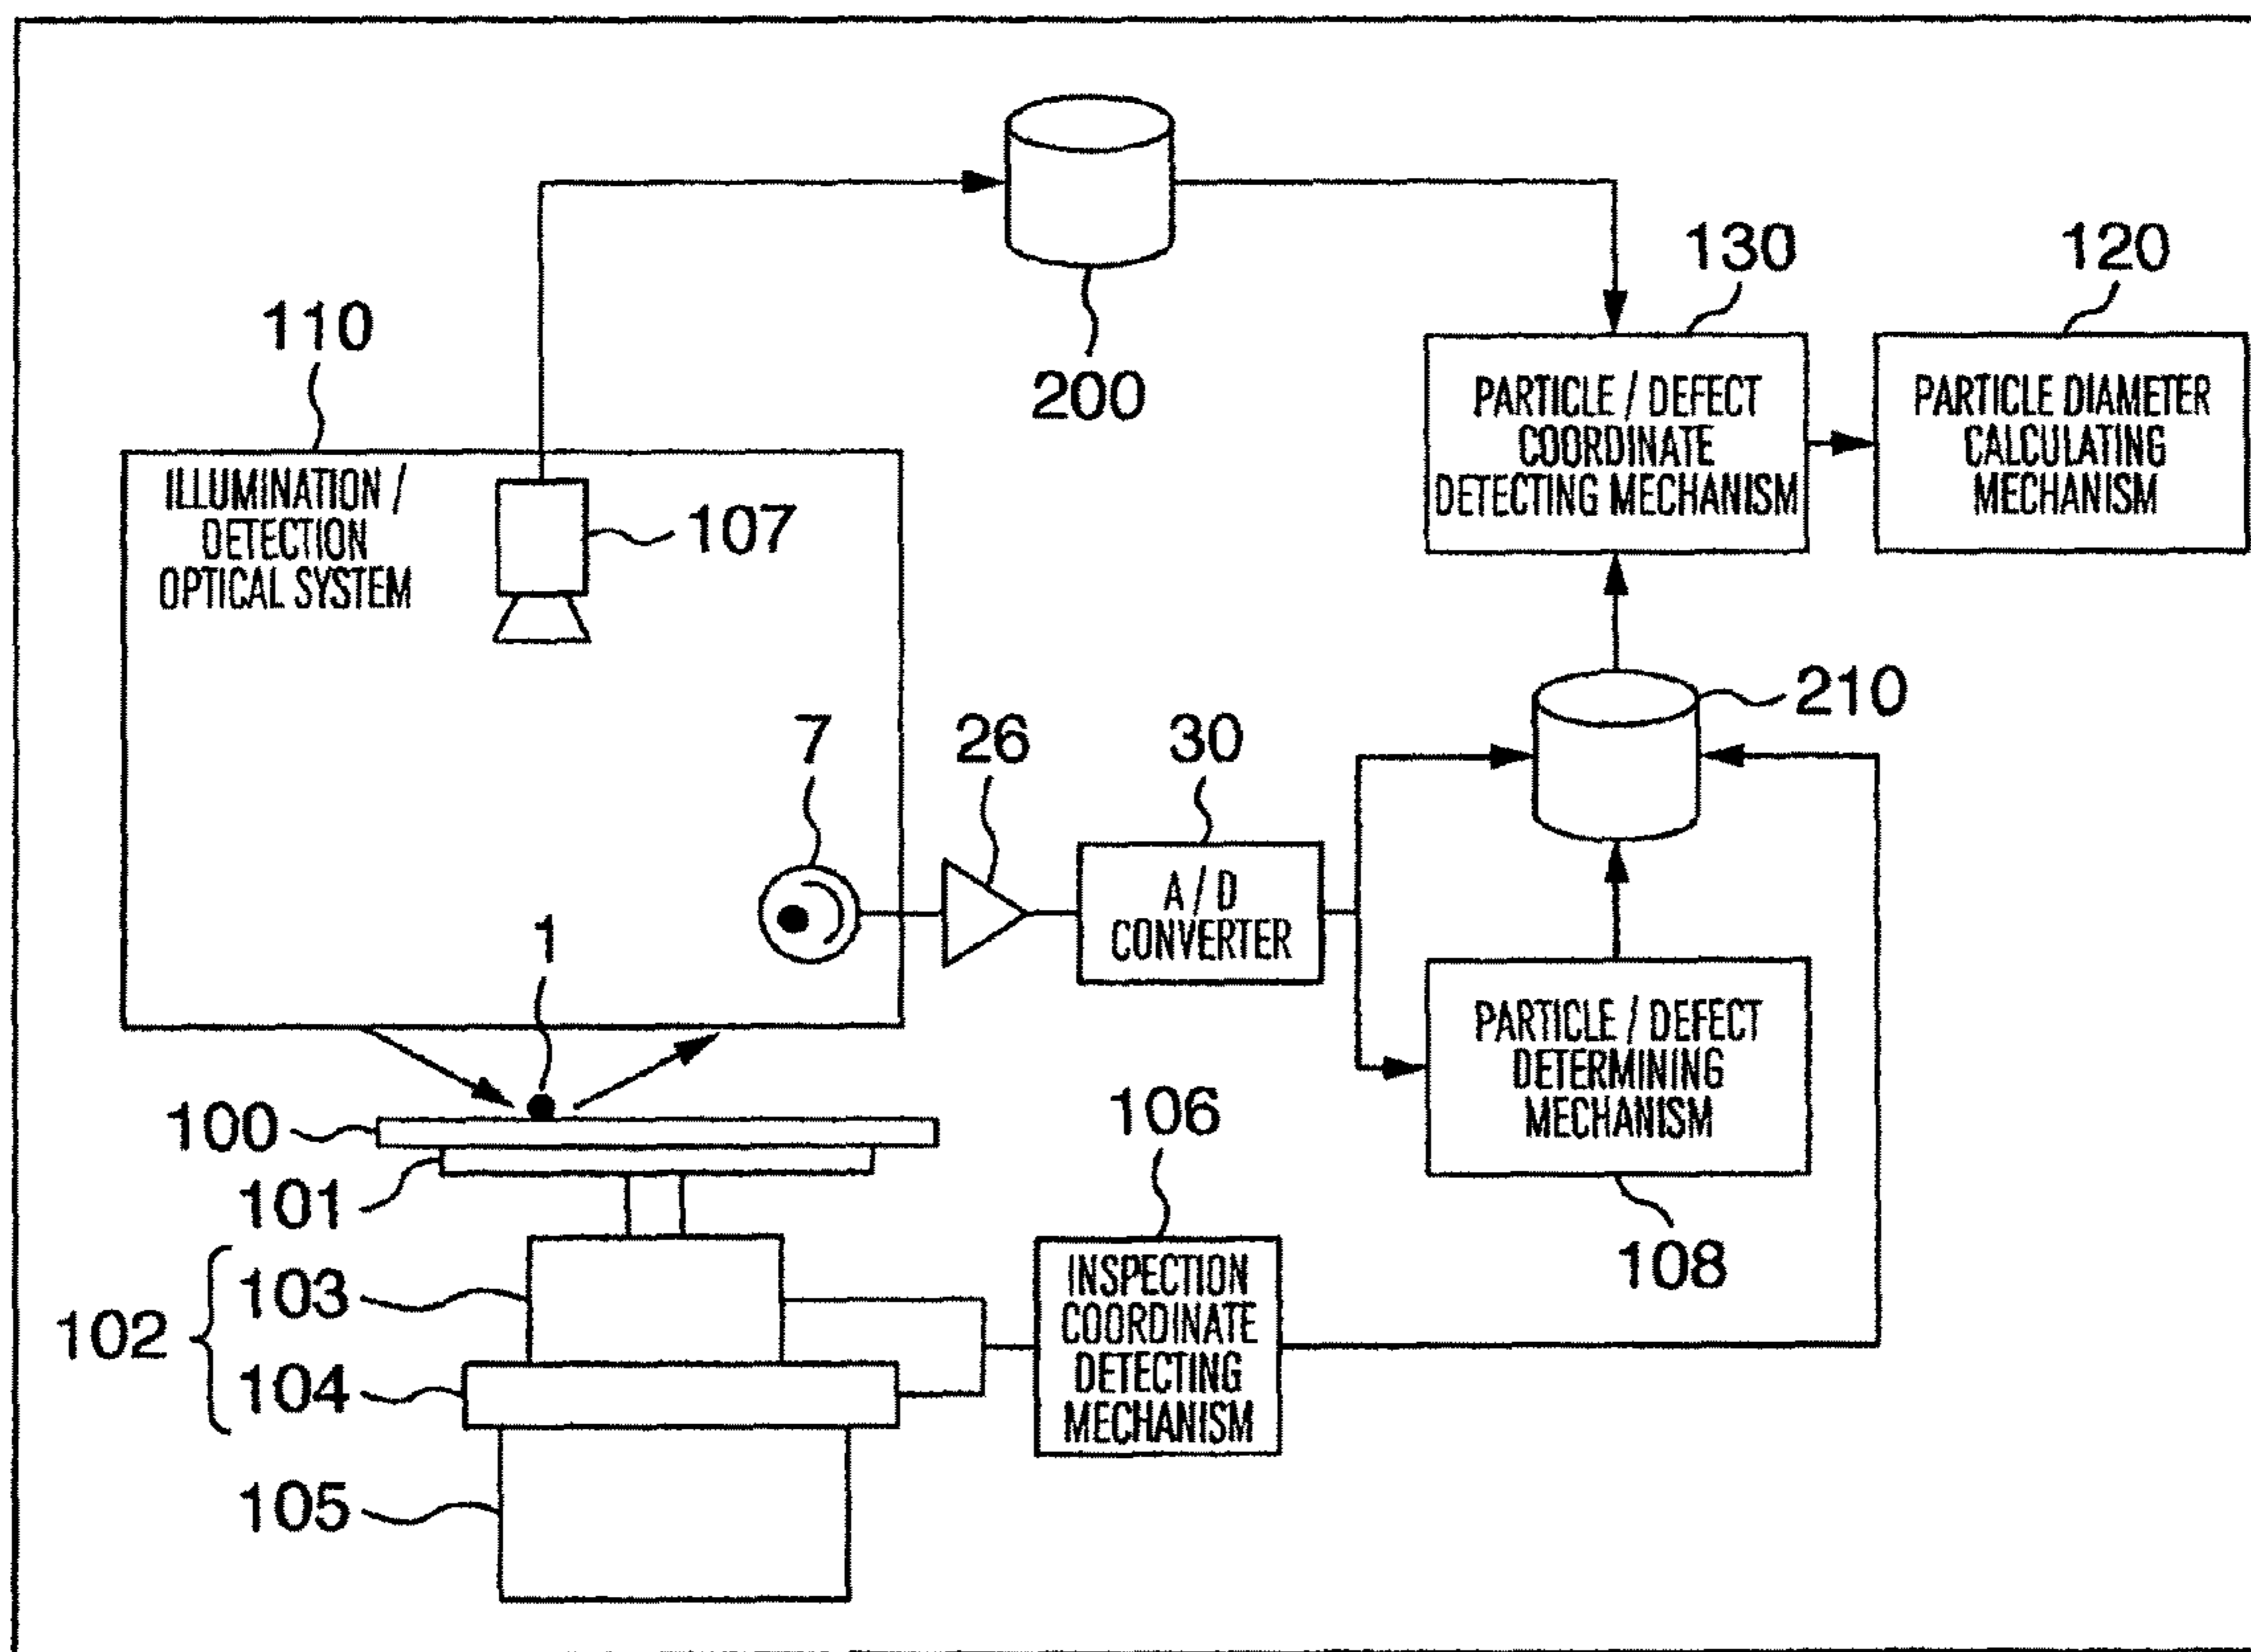 130
120
110
200
PARTICLE / DEFECT
COORDINATE
DETECTING MECHANISM
PARTICLE DIAMETER
CALCULATING
MECHANISM
ILLUMINATION /
DETECTION
OPTICAL SYSTEM
107
210
7
26
30
A / D
CONVERTER
1
PARTICLE / DEFECT
DETERMINING
MECHANISM
100
106
101
108
102
103
INSPECTION
COORDINATE
DETECTING
MECHANISM
104
105